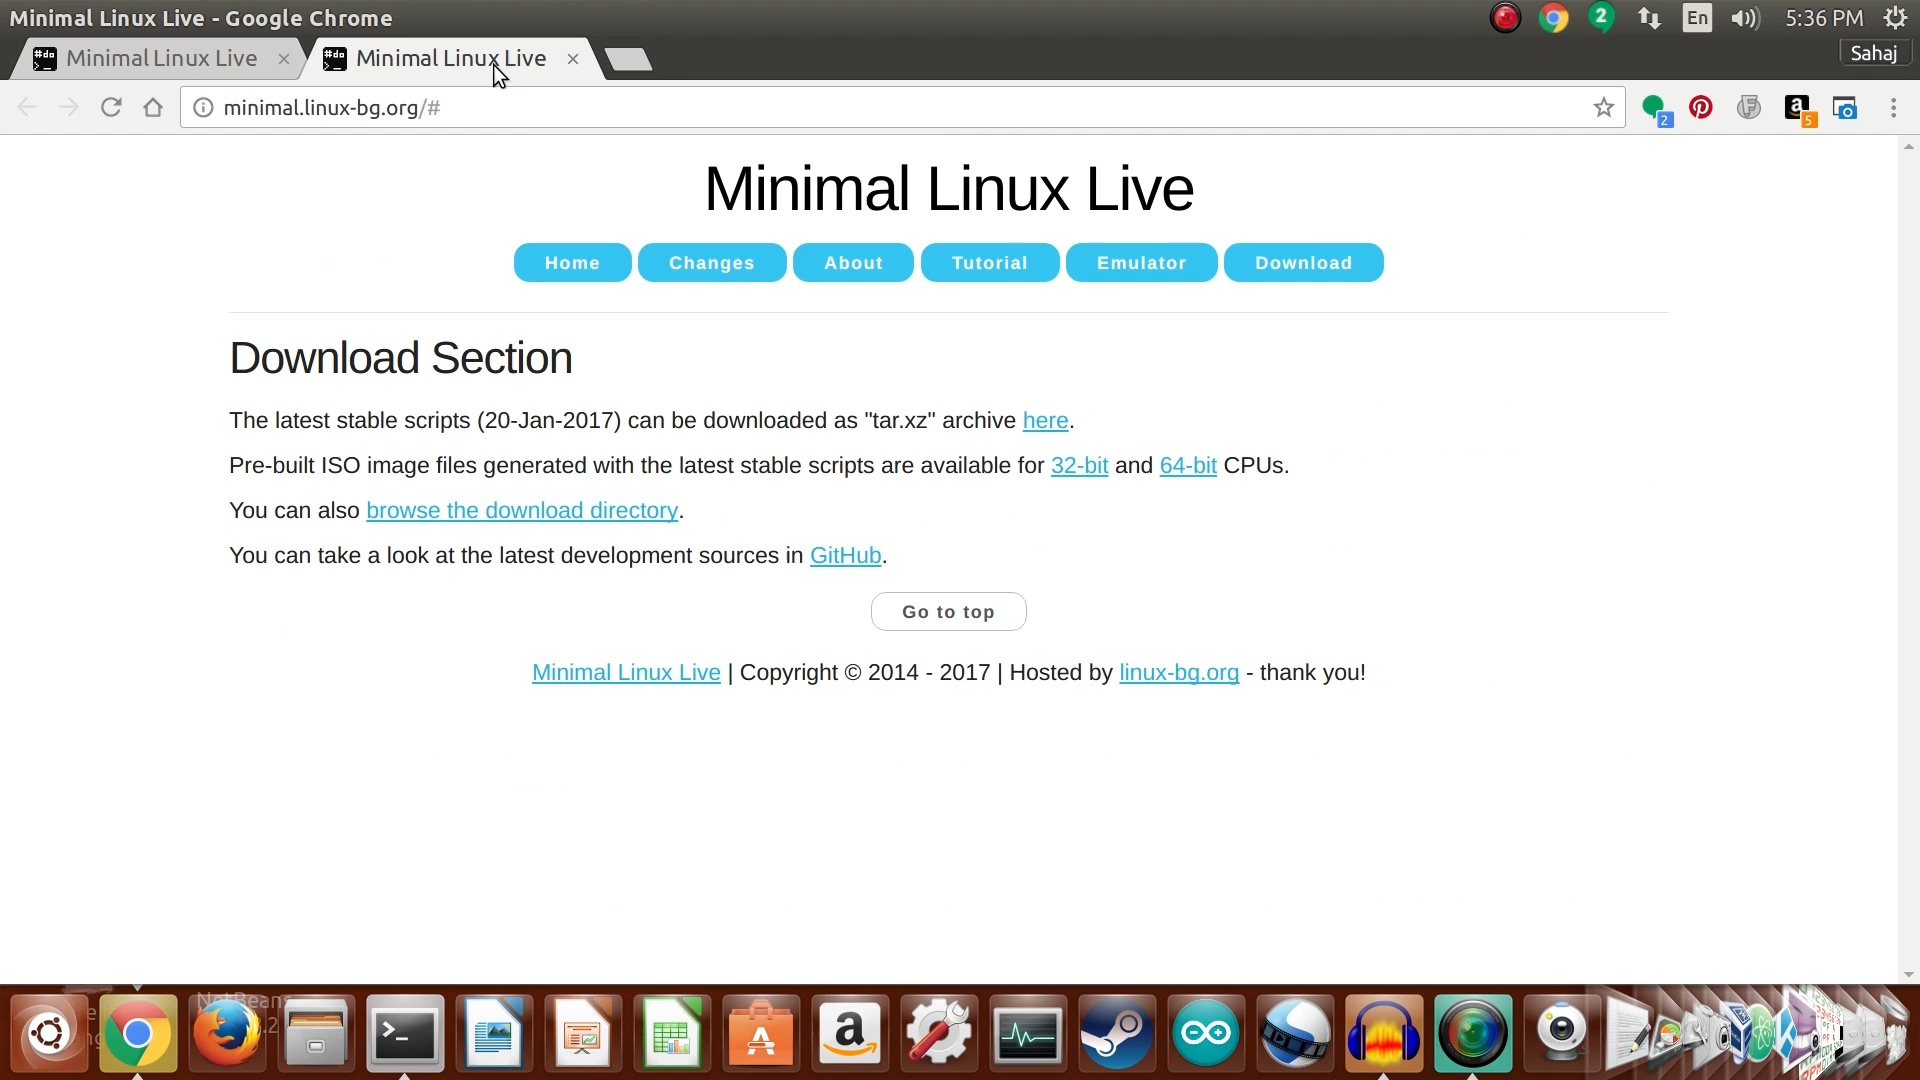 Minimal Linux Live - Google Chrome
2 En 5:36 PM
Minimal Linux Live Minimal Linux Live Sahaj
minimal.linux-bg.org/# 2 5
Minimal Linux Live
Home Changes About Tutorial Emulator Download
Download Section
The latest stable scripts (20-Jan-2017) can be downloaded as "tar.xz" archive here.
Pre-built ISO image files generated with the latest stable scripts are available for 32-bit and 64-bit CPUs.
You can also browse the download directory.
You can take a look at the latest development sources in GitHub.
Go to top
Minimal Linux Live | Copyright © 2014 - 2017 | Hosted by linux-bg.org - thank you!
NetBeans